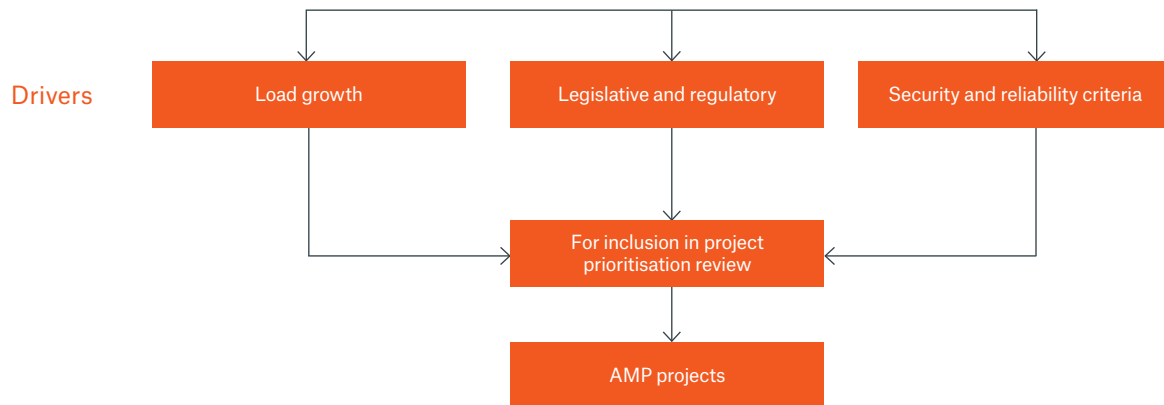 Drivers
Load growth
Legislative and regulatory
Security and reliability criteria
For inclusion in project
prioritisation review
AMP projects